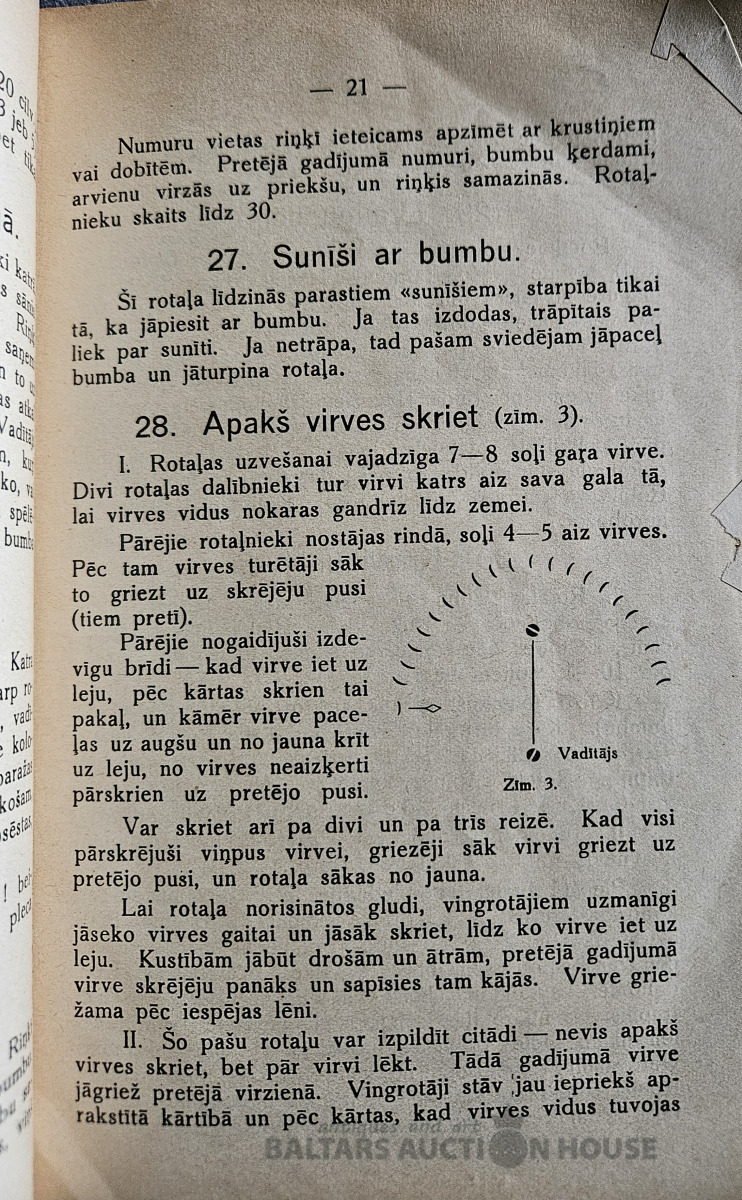 — 21 —
Numuru vietas riņķī ieteicams apzīmēt ar krustiņiem
vai dobītēm. Pretējā gadījumā numuri, bumbu ķerdami,
arvienu virzās uz priekšu, un riņķis samazinās. Rotaļ-
nieku skaits līdz 30.
27. Sunīši ar bumbu.
Šī rotaļa līdzinās parastiem «sunīšiem», starpība tikai
tā, ka jāpiesit ar bumbu. Ja tas izdodas, trāpītais pa-
liek par sunīti. Ja netrāpa, tad pašam sviedējam jāpaceļ
bumba un jāturpina rotaļa.
28. Apakš virves skriet (zīm. 3).
I. Rotaļas uzvešanai vajadzīga 7—8 soļi gaŗa virve.
Divi rotaļas dalībnieki tur virvi katrs aiz sava gala tā,
lai virves vidus nokaras gandrīz līdz zemei.
Pārējie rotaļnieki nostājas rindā, soļi 4—5 aiz virves.
Pēc tam virves turētāji sāk
to griezt uz skrējēju pusi
(tiem pretī).
Pārējie nogaidījuši izde-
vīgu brīdi — kad virve iet uz
leju, pēc kārtas skrien tai
pakaļ, un kāmēr virve pace-
ļas uz augšu un no jauna krīt
uz leju, no virves neaizķerti
pārskrien uz pretējo pusi.
Vadītājs
Zīm. 3.
Var skriet arī pa divi un pa trīs reizē. Kad visi
pārskrējuši viņpus virvei, griezēji sāk virvi griezt uz
pretējo pusi, un rotaļa sākas no jauna.
Lai rotaļa norisinātos gludi, vingrotājiem uzmanīgi
jāseko virves gaitai un jāsāk skriet, līdz ko virve iet uz
leju. Kustībām jābūt drošām un ātrām, pretējā gadījumā
virve skrējēju panāks un sapīsies tam kājās. Virve grie-
žama pēc iespējas lēni.
II. Šo pašu rotaļu var izpildīt citādi — nevis apakš
virves skriet, bet pār virvi lēkt. Tādā gadījumā virve
jāgriež pretējā virzienā. Vingrotāji stāv jau iepriekš ap-
rakstītā kārtībā un pēc kārtas, kad virves vidus tuvojas
BALTARS AUCTION HOUSE